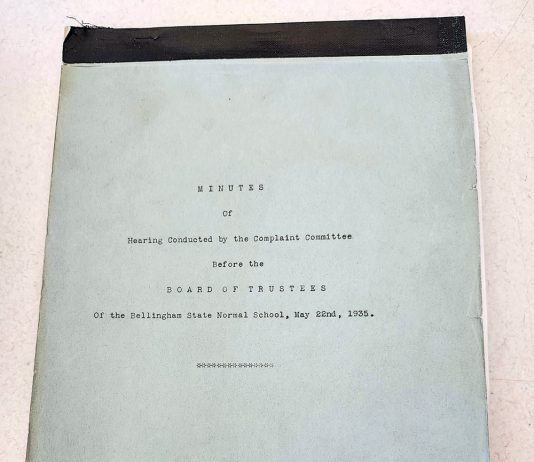 M I N U T E S
Of
Hearing Conducted by the Complaint Committee
Before the
B O A R D O F T R U S T E E S
Of the Bellingham State Normal School, May 22nd, 1935.
**************